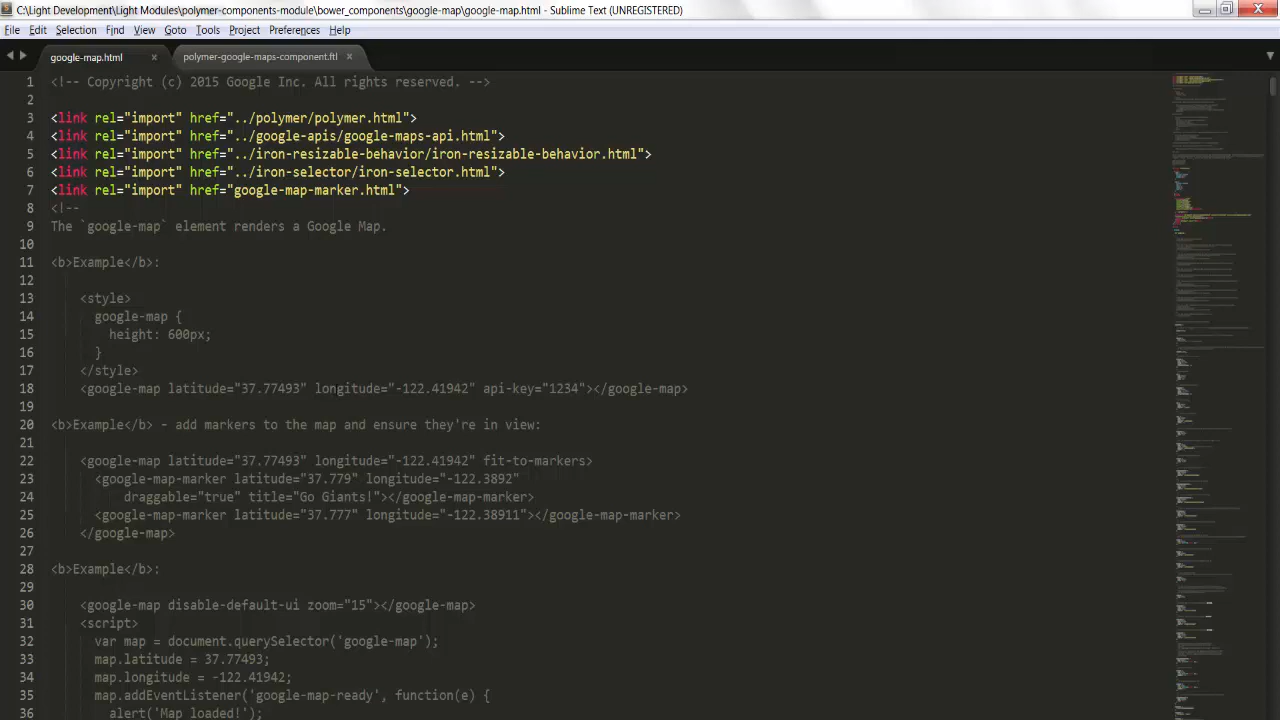 C:\Light Development\Light Modules\polymer-components-module\bower_components\google-map\google-map.html - Sublime Text (UNREGISTERED)
File Edit Selection Find View Goto Tools Project Preferences Help
google-map.html × polymer-google-maps-component.ftl ×
1 <!-- Copyright (c) 2015 Google Inc. All rights reserved. -->
2
3 <link rel="import" href="../polymer/polymer.html">
4 <link rel="import" href="../google-apis/google-maps-api.html">
5 <link rel="import" href="../iron-resizable-behavior/iron-resizable-behavior.html">
6 <link rel="import" href="../iron-selector/iron-selector.html">
7 <link rel="import" href="google-map-marker.html">
8 <!--
9 The `google-map` element renders a Google Map.
10
11 <b>Example</b>:
12
13 <style>
14 google-map {
15 height: 600px;
16 }
17 </style>
18 <google-map latitude="37.77493" longitude="-122.41942" api-key="1234"></google-map>
19
20 <b>Example</b> - add markers to the map and ensure they're in view:
21
22 <google-map latitude="37.77493" longitude="-122.41942" fit-to-markers>
23 <google-map-marker latitude="37.779" longitude="-122.3892"
24 draggable="true" title="Go Giants!"></google-map-marker>
25 <google-map-marker latitude="37.777" longitude="-122.38911"></google-map-marker>
26 </google-map>
27
28 <b>Example</b>:
29
30 <google-map disable-default-ui zoom="15"></google-map>
31 <script>
32 var map = document.querySelector('google-map');
33 map.latitude = 37.77493;
34 map.longitude = -122.41942;
35 map.addEventListener('google-map-ready', function(e) {
36 alert('Map loaded!');